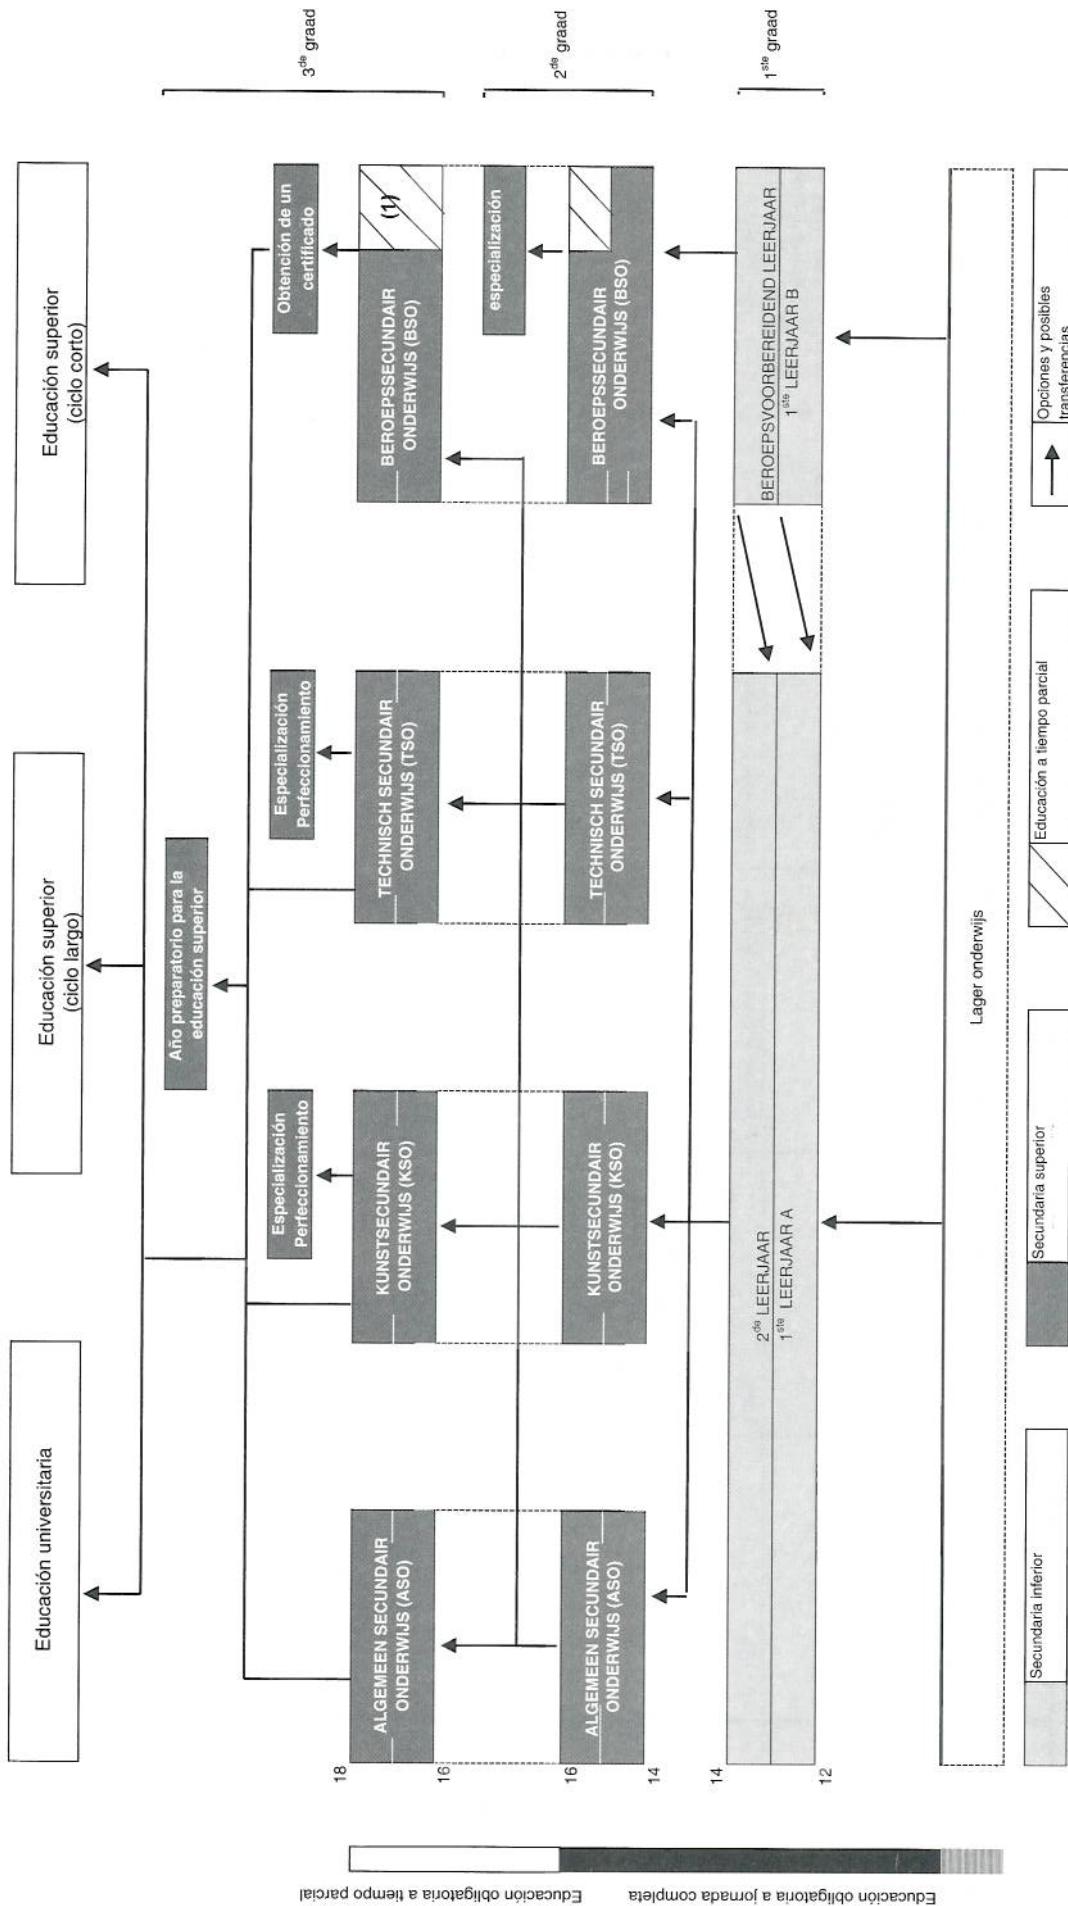 Educación universitaria
Educación superior
(ciclo largo)
Educación superior
(ciclo corto)
Año preparatorio para la
educación superior
Especialización
Perfeccionamiento
Especialización
Perfeccionamiento
Obtención de un
certificado
3de graad
18
16
ALGEMEEN SECUNDAIR
ONDERWIJS (ASO)
KUNSTSECUNDAIR
ONDERWIJS (KSO)
TECHNISCH SECUNDAIR
ONDERWIJS (TSO)
BEROEPSSECUNDAIR
ONDERWIJS (BSO)
(1)
especialización
2de graad
16
14
ALGEMEEN SECUNDAIR
ONDERWIJS (ASO)
KUNSTSECUNDAIR
ONDERWIJS (KSO)
TECHNISCH SECUNDAIR
ONDERWIJS (TSO)
BEROEPSSECUNDAIR
ONDERWIJS (BSO)
14
12
2de LEERJAAR
1ste LEERJAAR A
BEROEPSVOORBEREIDEND LEERJAAR
1ste LEERJAAR B
1ste graad
Lager onderwijs
Educación obligatoria a tiempo parcial
Educación obligatoria a jornada completa
Secundaria inferior
Secundaria superior
Educación a tiempo parcial
Opciones y posibles
transferencias